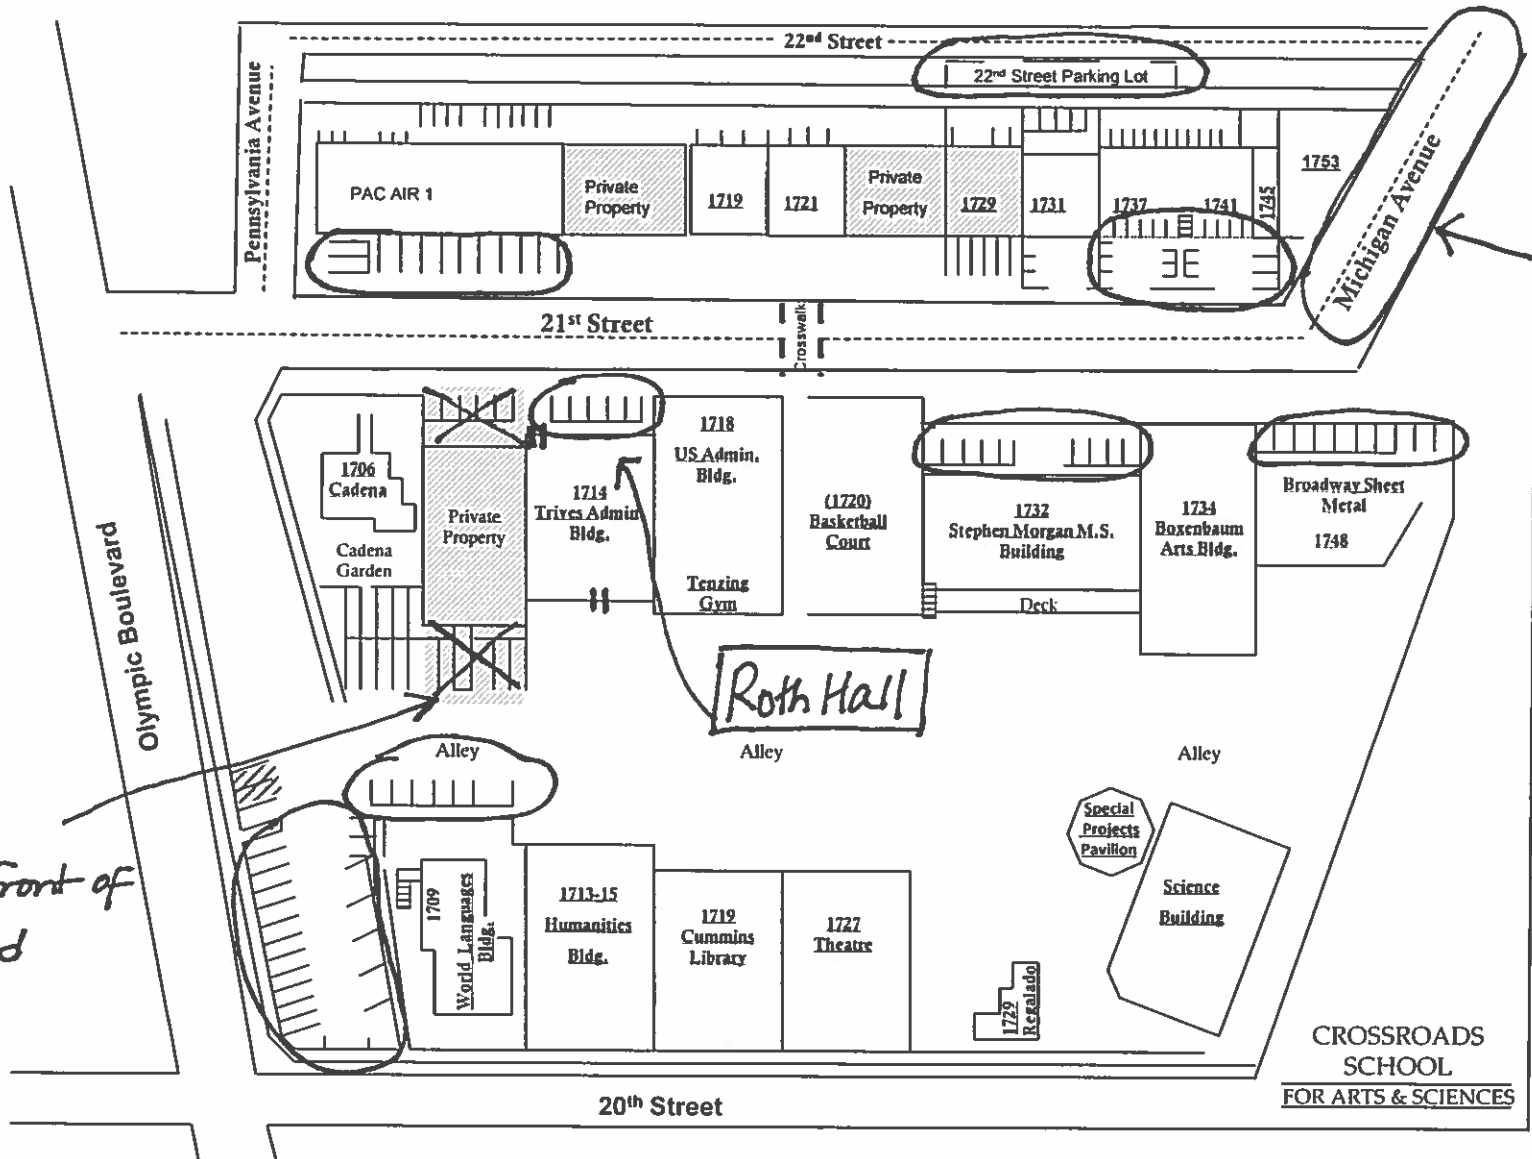 22nd Street
22nd Street Parking Lot
Pennsylvania Avenue
Michigan Avenue
PAC AIR 1
Private
Property
1719
1721
Private
Property
1729
1731
1737
1741
1745
1753
21st Street
Crosswalk
1706
Cadena
Cadena
Garden
Private
Property
1714
Trives Admin
Bldg.
1718
US Admin.
Bldg.
Tenzing
Gym
(1720)
Basketball
Court
1732
Stephen Morgan M.S.
Building
Deck
1734
Boxenbaum
Arts Bldg.
Broadway Sheet
Metal
1748
Olympic Boulevard
Roth Hall
Alley
Alley
Alley
front of
1709
World Languages
Bldg.
1713-15
Humanities
Bldg.
1719
Cummins
Library
1727
Theatre
1729
Regalado
Special
Projects
Pavilion
Science
Building
20th Street
CROSSROADS
SCHOOL
FOR ARTS & SCIENCES